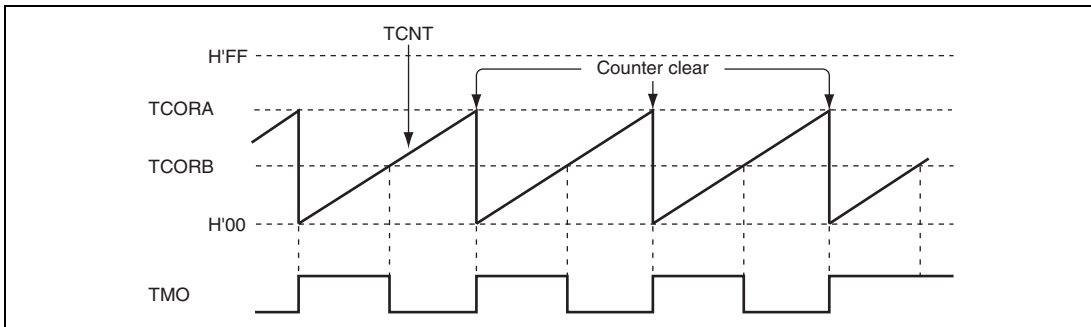 TCNT
H'FF
Counter clear
TCORA
TCORB
H'00
TMO